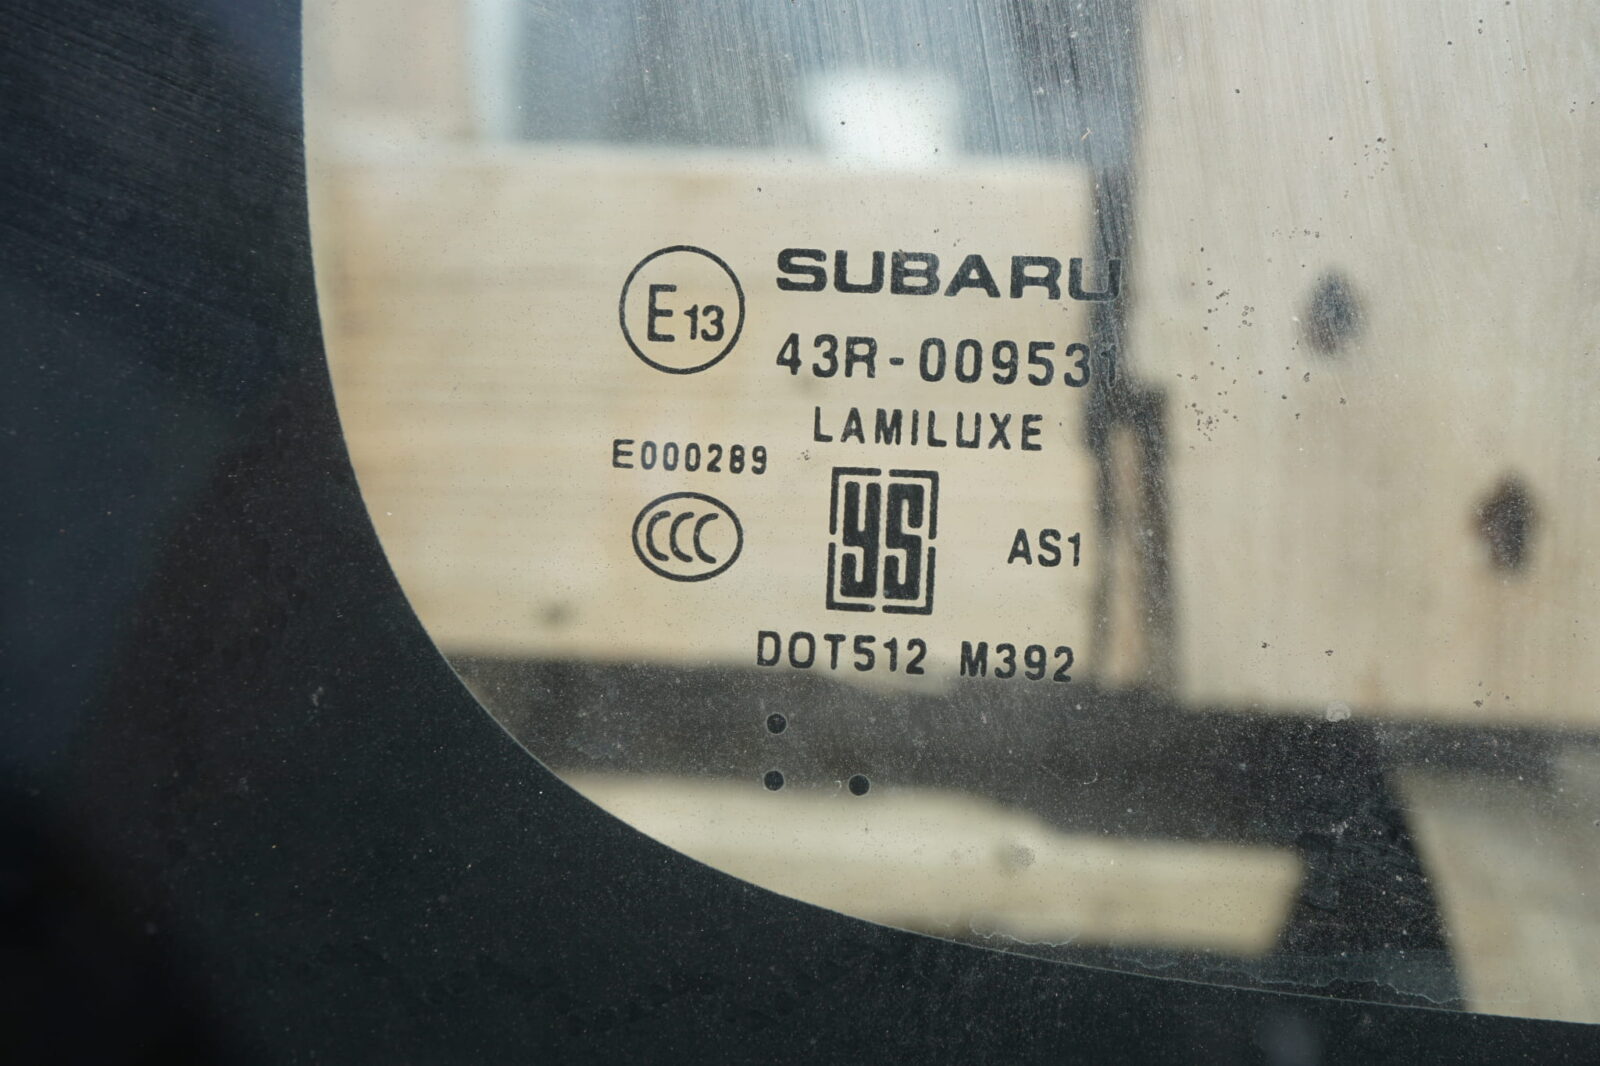 SUBARU
E13
43R-009531
LAMILUXE
E000289
CCC
YS
AS1
DOT512 M392